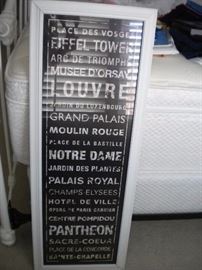 PLACE DES VOSGES
EIFFEL TOWER
ARC DE TRIOMPH
MUSEE D'ORSAY
LOUVRE
JARDIN DU LUXEMBOURG
GRAND PALAIS
MOULIN ROUGE
PLACE DE LA BASTILLE
NOTRE DAME
JARDIN DES PLANTES
PALAIS ROYAL
CHAMPS ELYSEES
HOTEL DE VILLE
OPERA DE PARIS GARNIER
CENTRE POMPIDOU
PANTHEON
SACRE-COEUR
PLACE DE LA CONCORDE
SAINTE-CHAPELLE